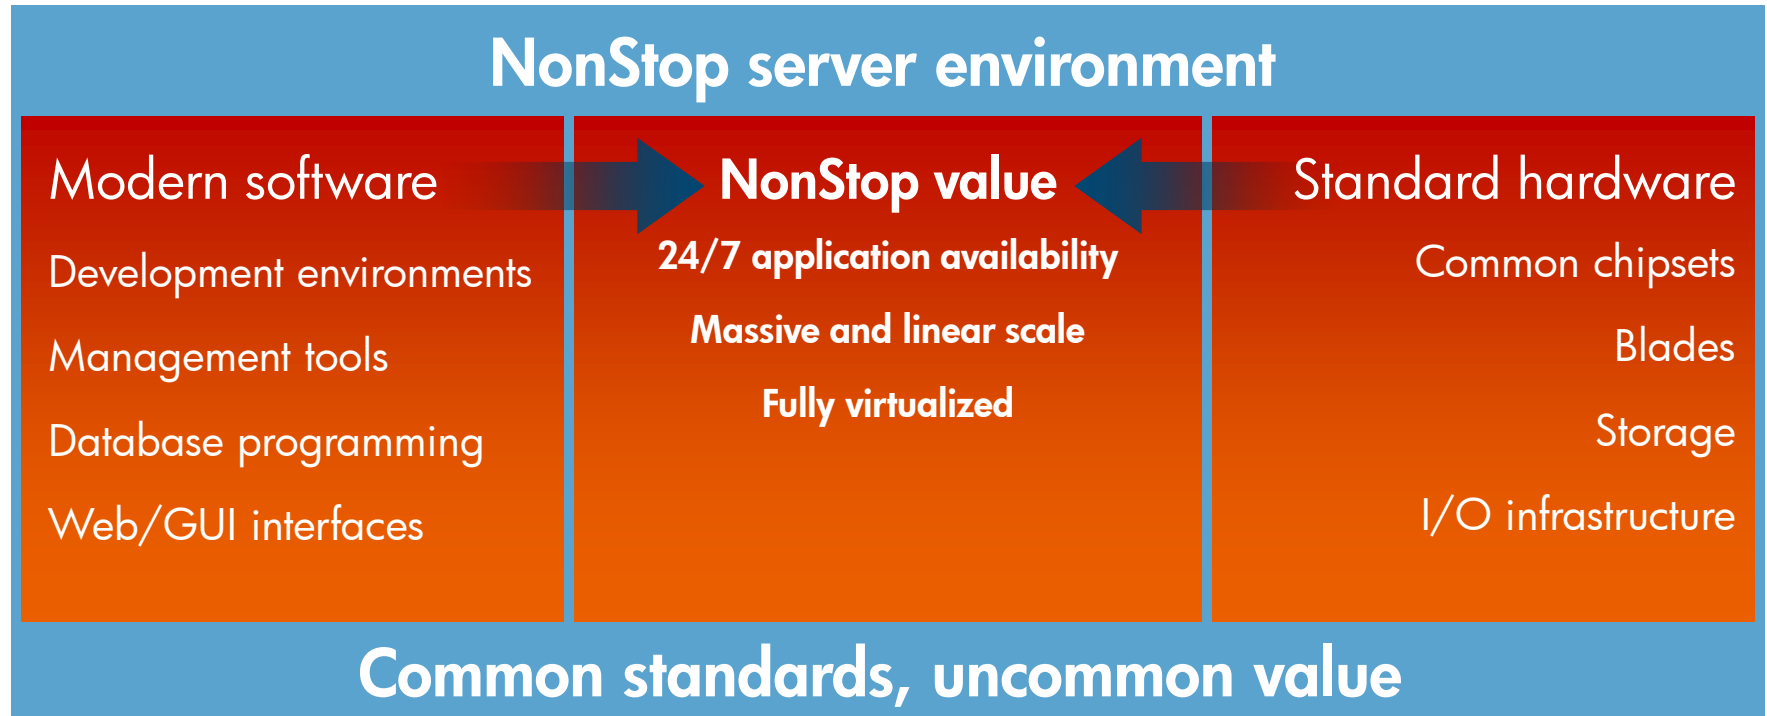 NonStop server environment
Modern software
Development environments
Management tools
Database programming
Web/GUI interfaces
NonStop value
24/7 application availability
Massive and linear scale
Fully virtualized
Standard hardware
Common chipsets
Blades
Storage
I/O infrastructure
Common standards, uncommon value